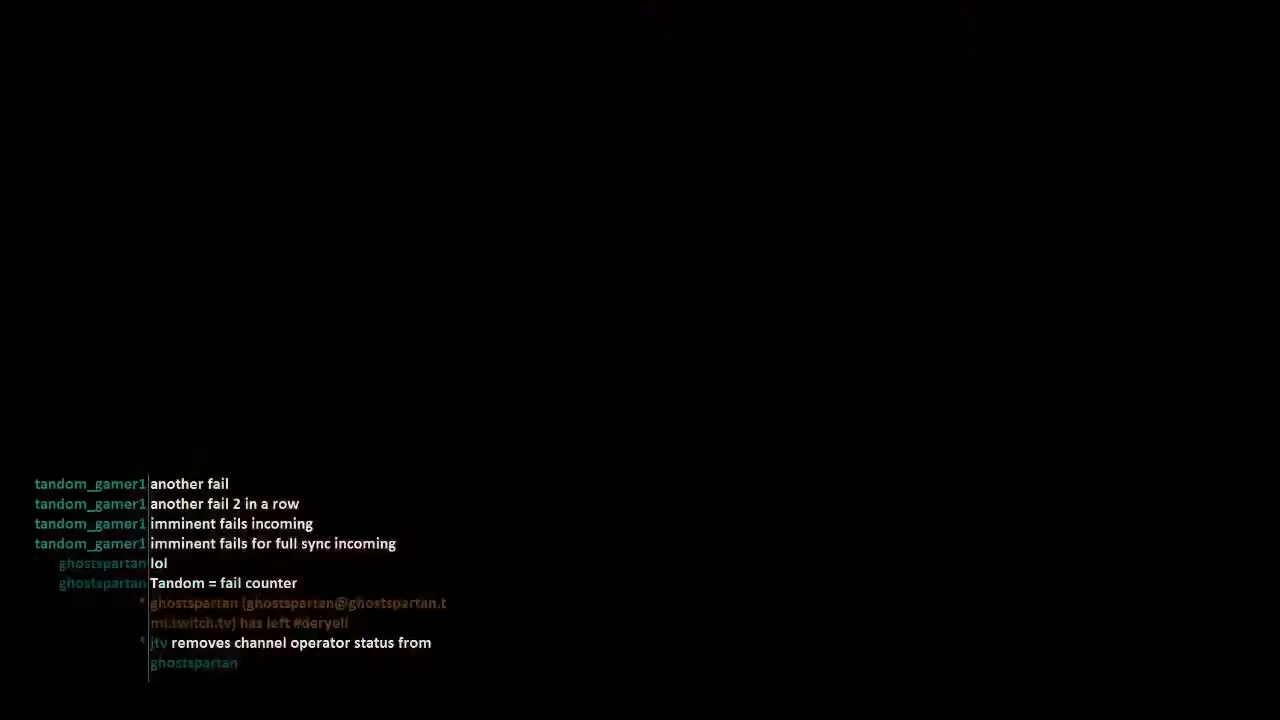 tandom_gamer1 another fail
tandom_gamer1 another fail 2 in a row
tandom_gamer1 imminent fails incoming
tandom_gamer1 imminent fails for full sync incoming
ghostspartan lol
ghostspartan Tandom = fail counter
* ghostspartan (ghostspartan@ghostspartan.t
mi.twitch.tv) has left #deryeli
* jtv removes channel operator status from
ghostspartan